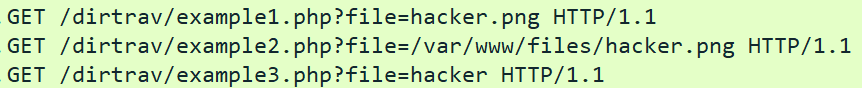 GET /dirtrav/example1.php?file=hacker.png HTTP/1.1
GET /dirtrav/example2.php?file=/var/www/files/hacker.png HTTP/1.1
GET /dirtrav/example3.php?file=hacker HTTP/1.1